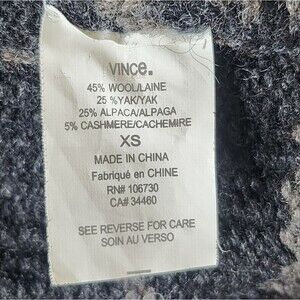 VINCE.
45% WOOL/LAINE
25 %YAK/YAK
25% ALPACA/ALPAGA
5% CASHMERE/CACHEMIRE
XS
MADE IN CHINA
Fabriqué en CHINE
RN# 106730
CA# 34460
SEE REVERSE FOR CARE
SOIN AU VERSO